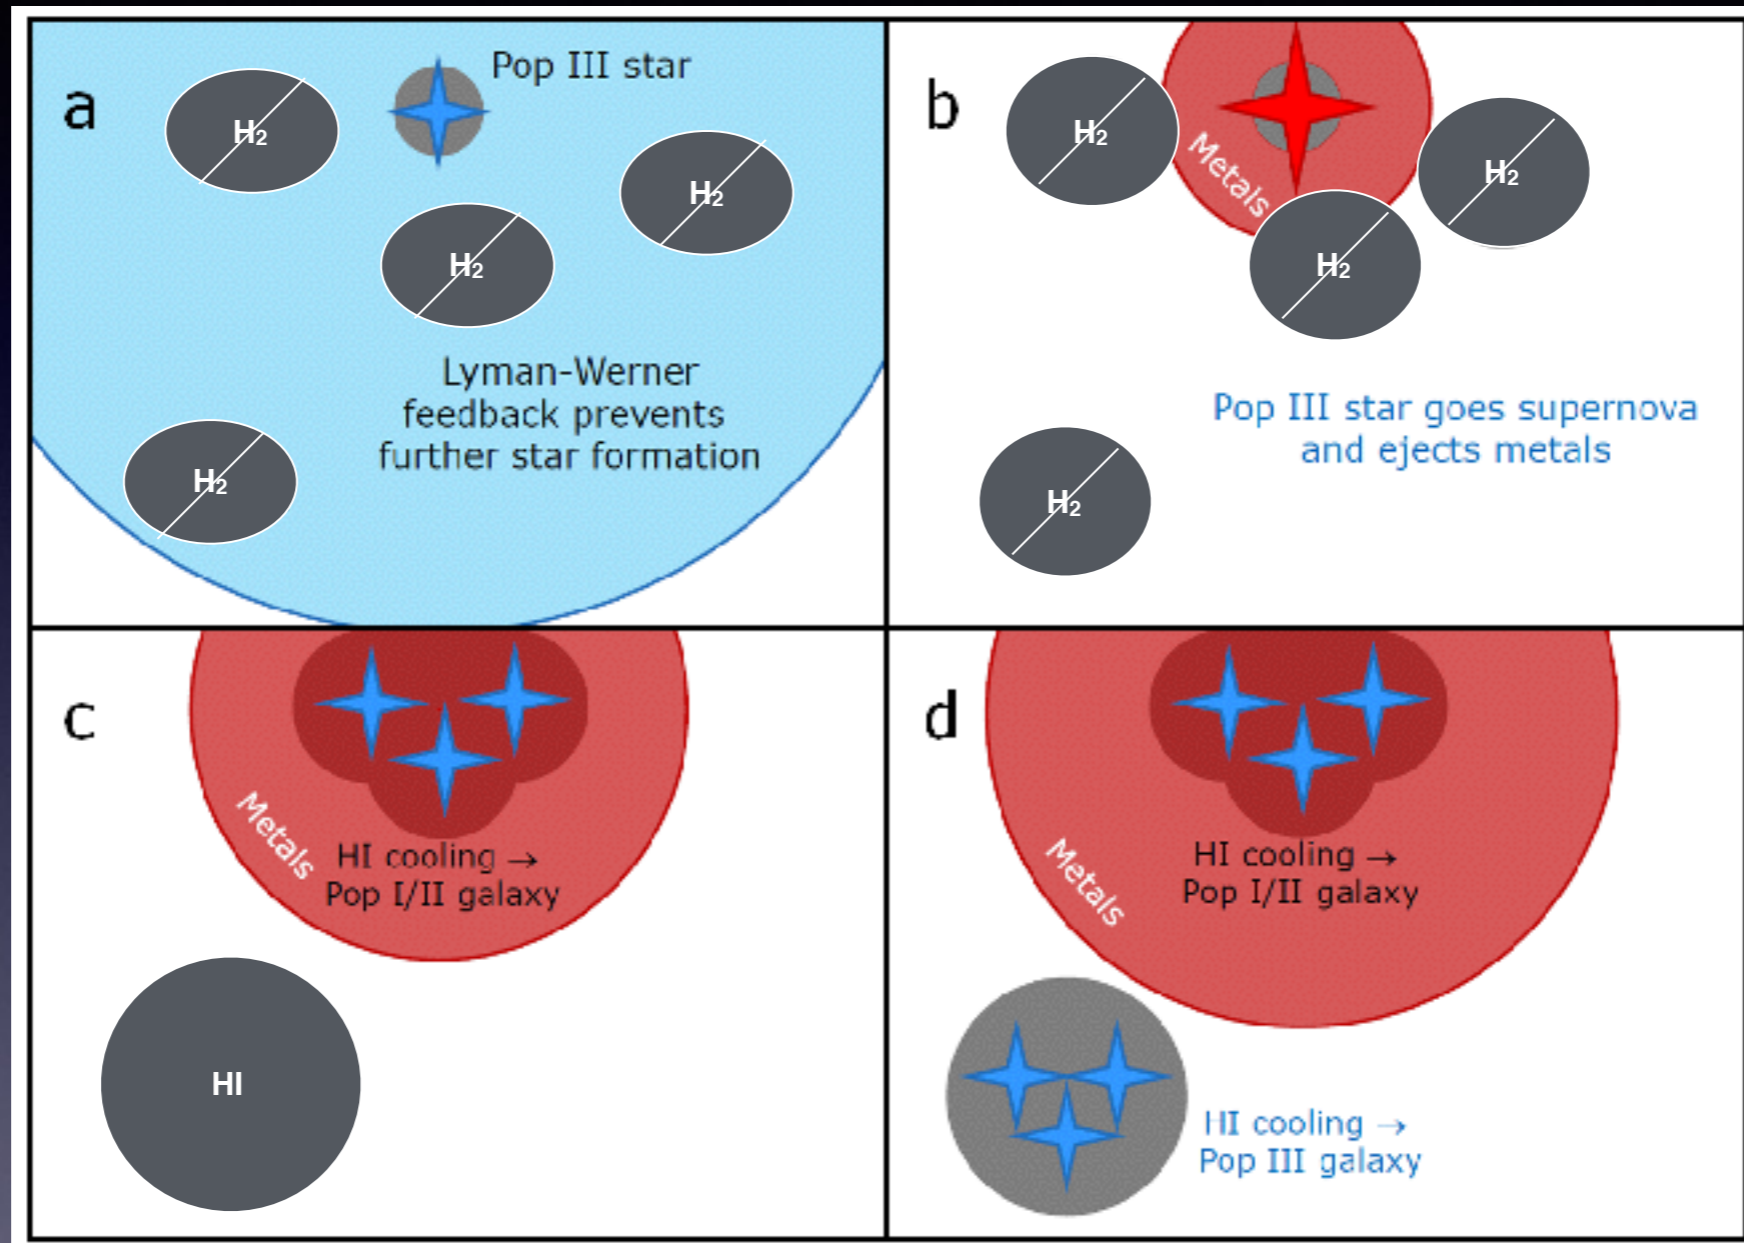 a
Pop III star
H₂
H₂
H₂
H₂
Lyman-Werner
feedback prevents
further star formation
b
Metals
H₂
H₂
H₂
H₂
Pop III star goes supernova
and ejects metals
c
Metals
HI cooling →
Pop I/II galaxy
HI
d
Metals
HI cooling →
Pop I/II galaxy
HI cooling →
Pop III galaxy